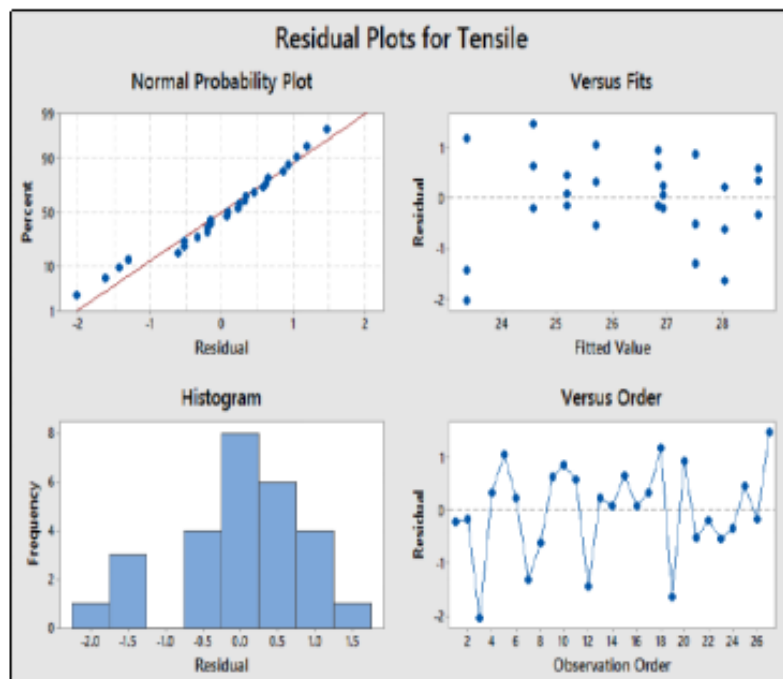 Residual Plots for Tensile
Normal Probability Plot
99
90
50
10
1
Percent
-2 -1 0 1 2
Residual
Versus Fits
1
0
-1
-2
Residual
24 25 26 27 28
Fitted Value
Histogram
8
6
4
2
0
Frequency
-2.0 -1.5 -1.0 -0.5 0.0 0.5 1.0 1.5
Residual
Versus Order
1
0
-1
-2
Residual
2 4 6 8 10 12 14 16 18 20 22 24 26
Observation Order